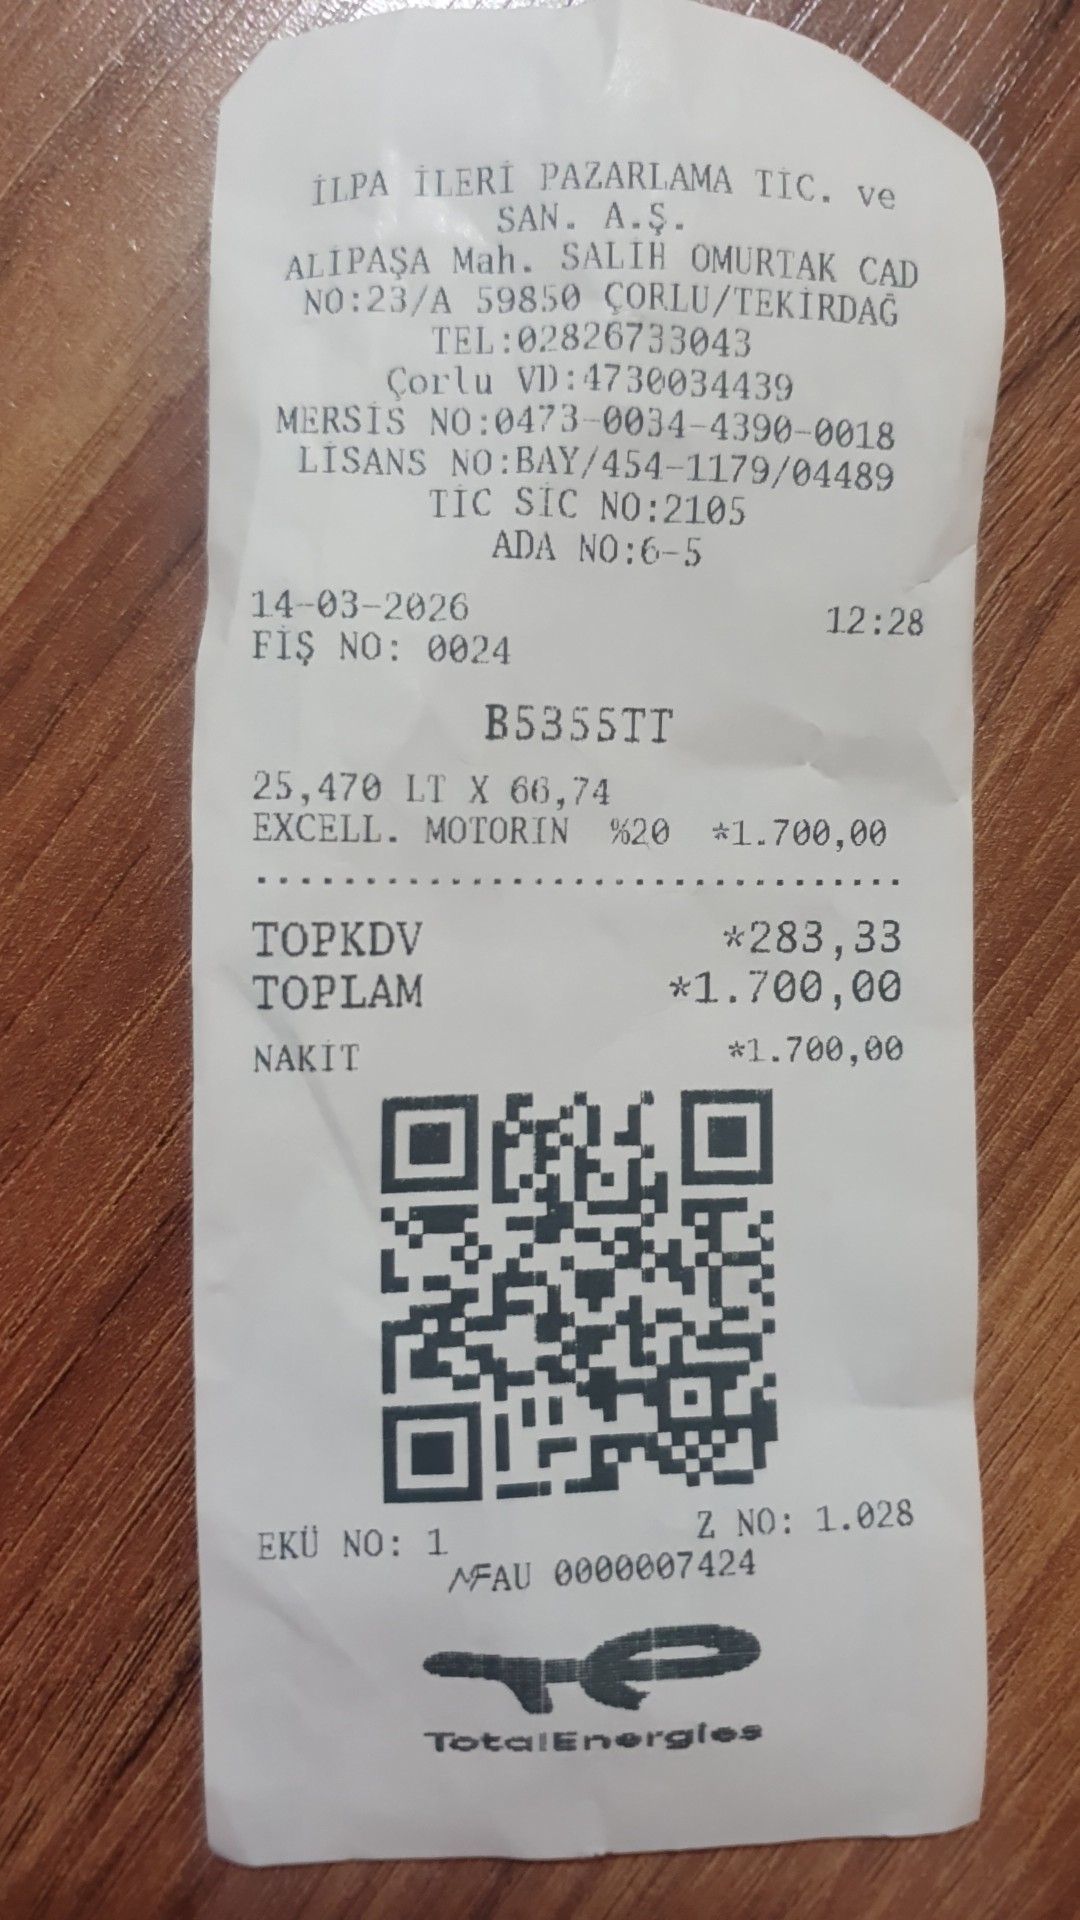 İLPA İLERİ PAZARLAMA TİC. ve
SAN. A.Ş.
ALİPAŞA Mah. SALİH OMURTAK CAD
NO:23/A 59850 ÇORLU/TEKİRDAĞ
TEL:02826733043
Çorlu VD:4730034439
MERSİS NO:0473-0034-4390-0018
LİSANS NO:BAY/454-1179/04489
TİC SİC NO:2105
ADA NO:6-5
14-03-2026 12:28
FİŞ NO: 0024
B5355TT
25,470 LT X 66,74
EXCELL. MOTORIN %20 *1.700,00
TOPKDV *283,33
TOPLAM *1.700,00
NAKİT *1.700,00
EKÜ NO: 1 Z NO: 1.028
MFAU 0000007424
TotalEnergies